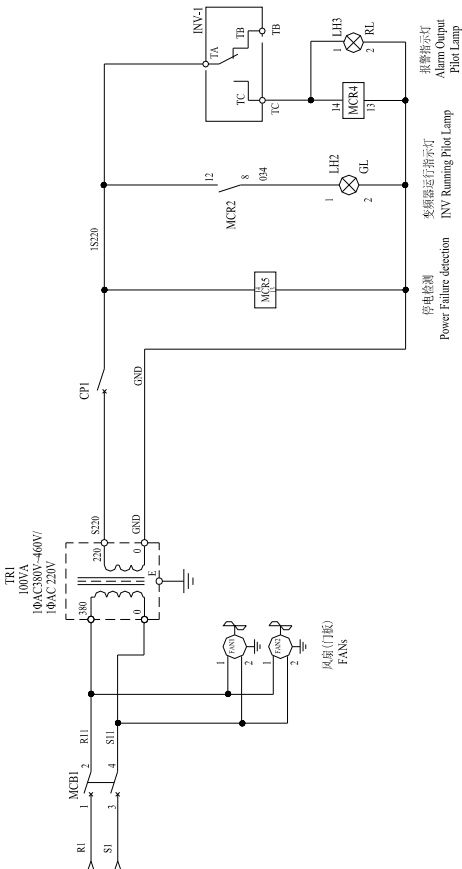 R1
S1
1
3
MCB1
2
4
R11
S11
TR1
100VA
1ΦAC380V~460V/
1ΦAC 220V
380
0
220
0
E
S220
GND
FAN1
1
2
FAN2
1
2
风扇(门板)
FANs
CP1
GND
1S220
MCR5
14
停电检测
Power Failure detection
12
8
034
MCR2
LH2
GL
1
2
变频器运行指示灯
INV Running Pilot Lamp
INV-1
TA
TB
TB
TC
TC
LH3
RL
1
2
14
MCR4
13
报警指示灯
Alarm Output
Pilot Lamp